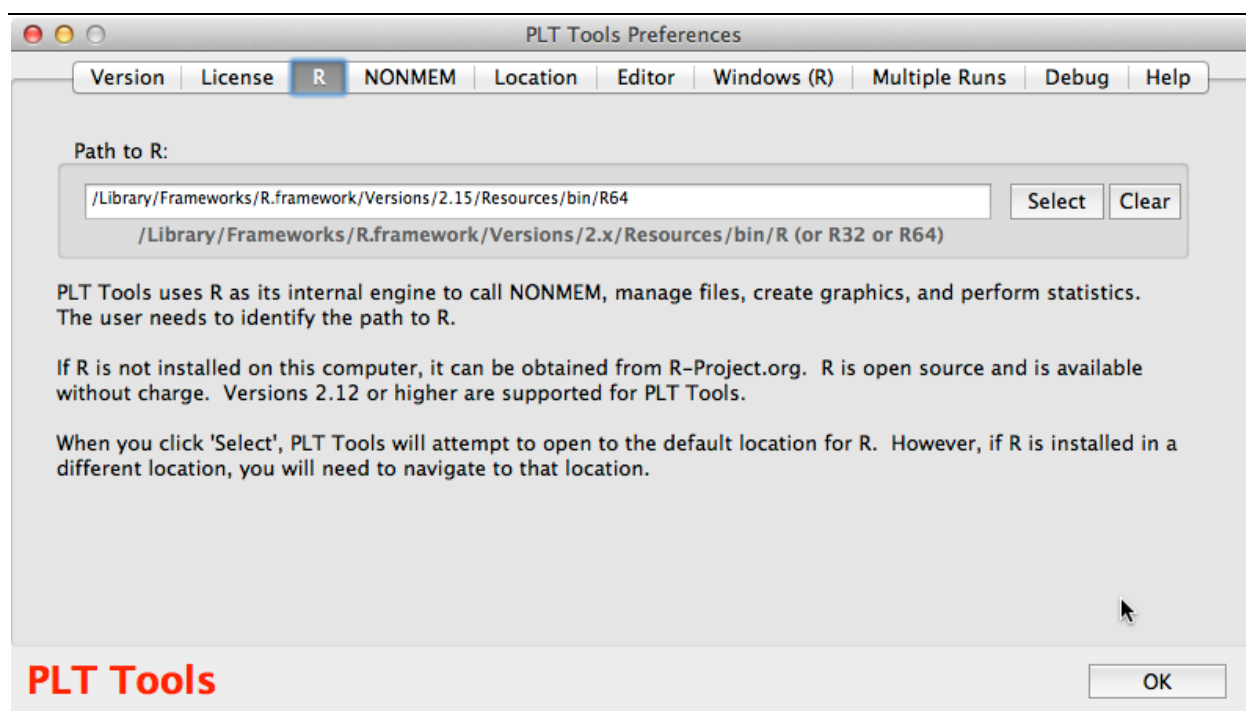 PLT Tools Preferences
Version License R NONMEM Location Editor Windows (R) Multiple Runs Debug Help
Path to R:
/Library/Frameworks/R.framework/Versions/2.15/Resources/bin/R64
Select Clear
/Library/Frameworks/R.framework/Versions/2.x/Resources/bin/R (or R32 or R64)
PLT Tools uses R as its internal engine to call NONMEM, manage files, create graphics, and perform statistics.
The user needs to identify the path to R.
If R is not installed on this computer, it can be obtained from R-Project.org. R is open source and is available
without charge. Versions 2.12 or higher are supported for PLT Tools.
When you click 'Select', PLT Tools will attempt to open to the default location for R. However, if R is installed in a
different location, you will need to navigate to that location.
PLT Tools
OK